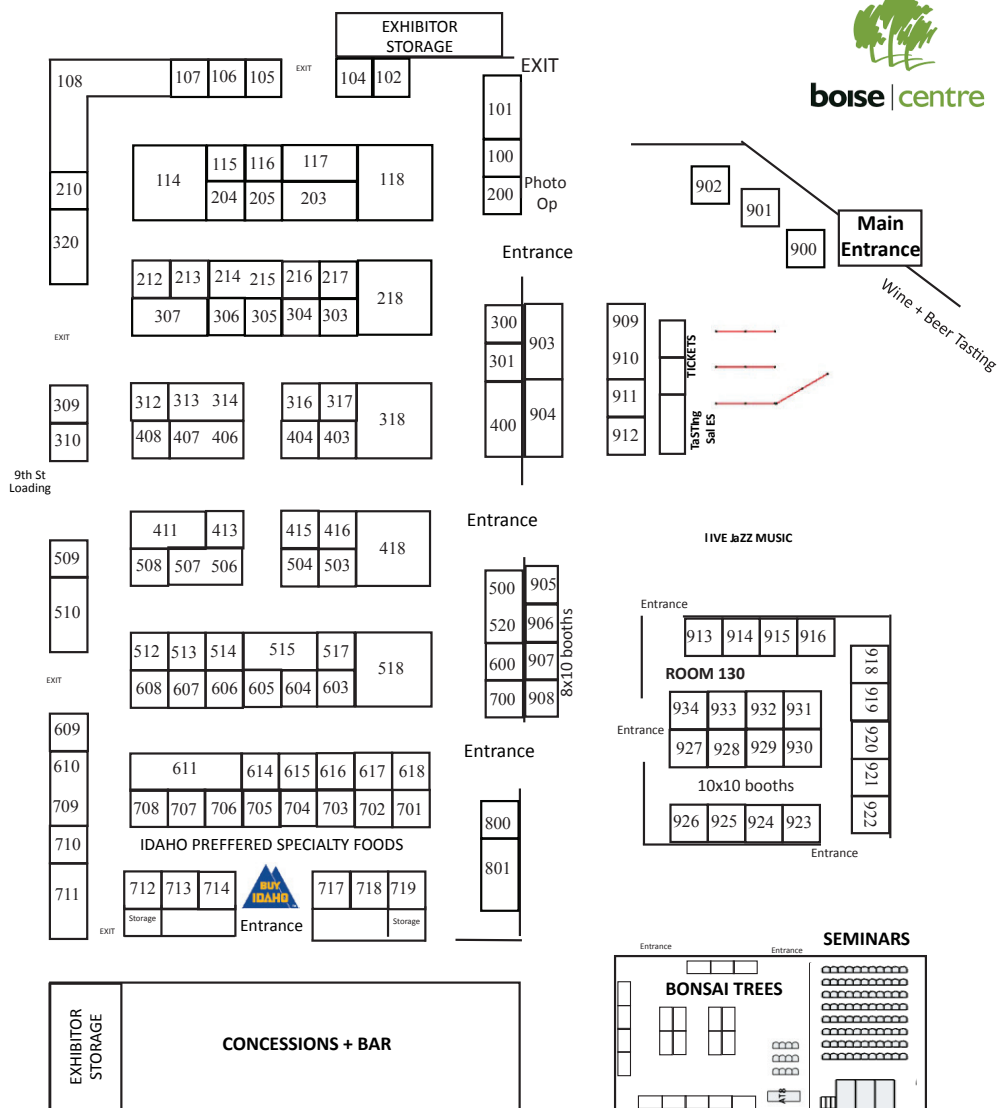 EXHIBITOR
STORAGE
boise | centre
EXIT
EXIT
108
107 106 105
104 102
101
100
200
Photo
Op
114
115 116 117
118
204 205 203
210
320
902
901
900
Main
Entrance
Wine + Beer Tasting
Entrance
212 213 214 215 216 217
218
307 306 305 304 303
EXIT
300
301
400
903
904
909
910
911
912
TICKETS
TaSTIng
Sal ES
309
310
312 313 314
316 317
318
408 407 406
404 403
9th St
Loading
Entrance
IIVE JaZZ MUSIC
411 413
415 416
418
508 507 506
504 503
509
510
500 905
520 906
600 907
700 908
8x10 booths
EXIT
512 513 514 515 517
518
608 607 606 605 604 603
Entrance
913 914 915 916
ROOM 130
918
919
920
921
922
934 933 932 931
Entrance
927 928 929 930
10x10 booths
926 925 924 923
Entrance
609
610
709
710
711
Entrance
611 614 615 616 617 618
708 707 706 705 704 703 702 701
800
801
IDAHO PREFFERED SPECIALTY FOODS
712 713 714
BUY
IDAHO
717 718 719
Storage
Entrance
Storage
EXIT
SEMINARS
Entrance
Entrance
BONSAI TREES
EXHIBITOR
STORAGE
CONCESSIONS + BAR